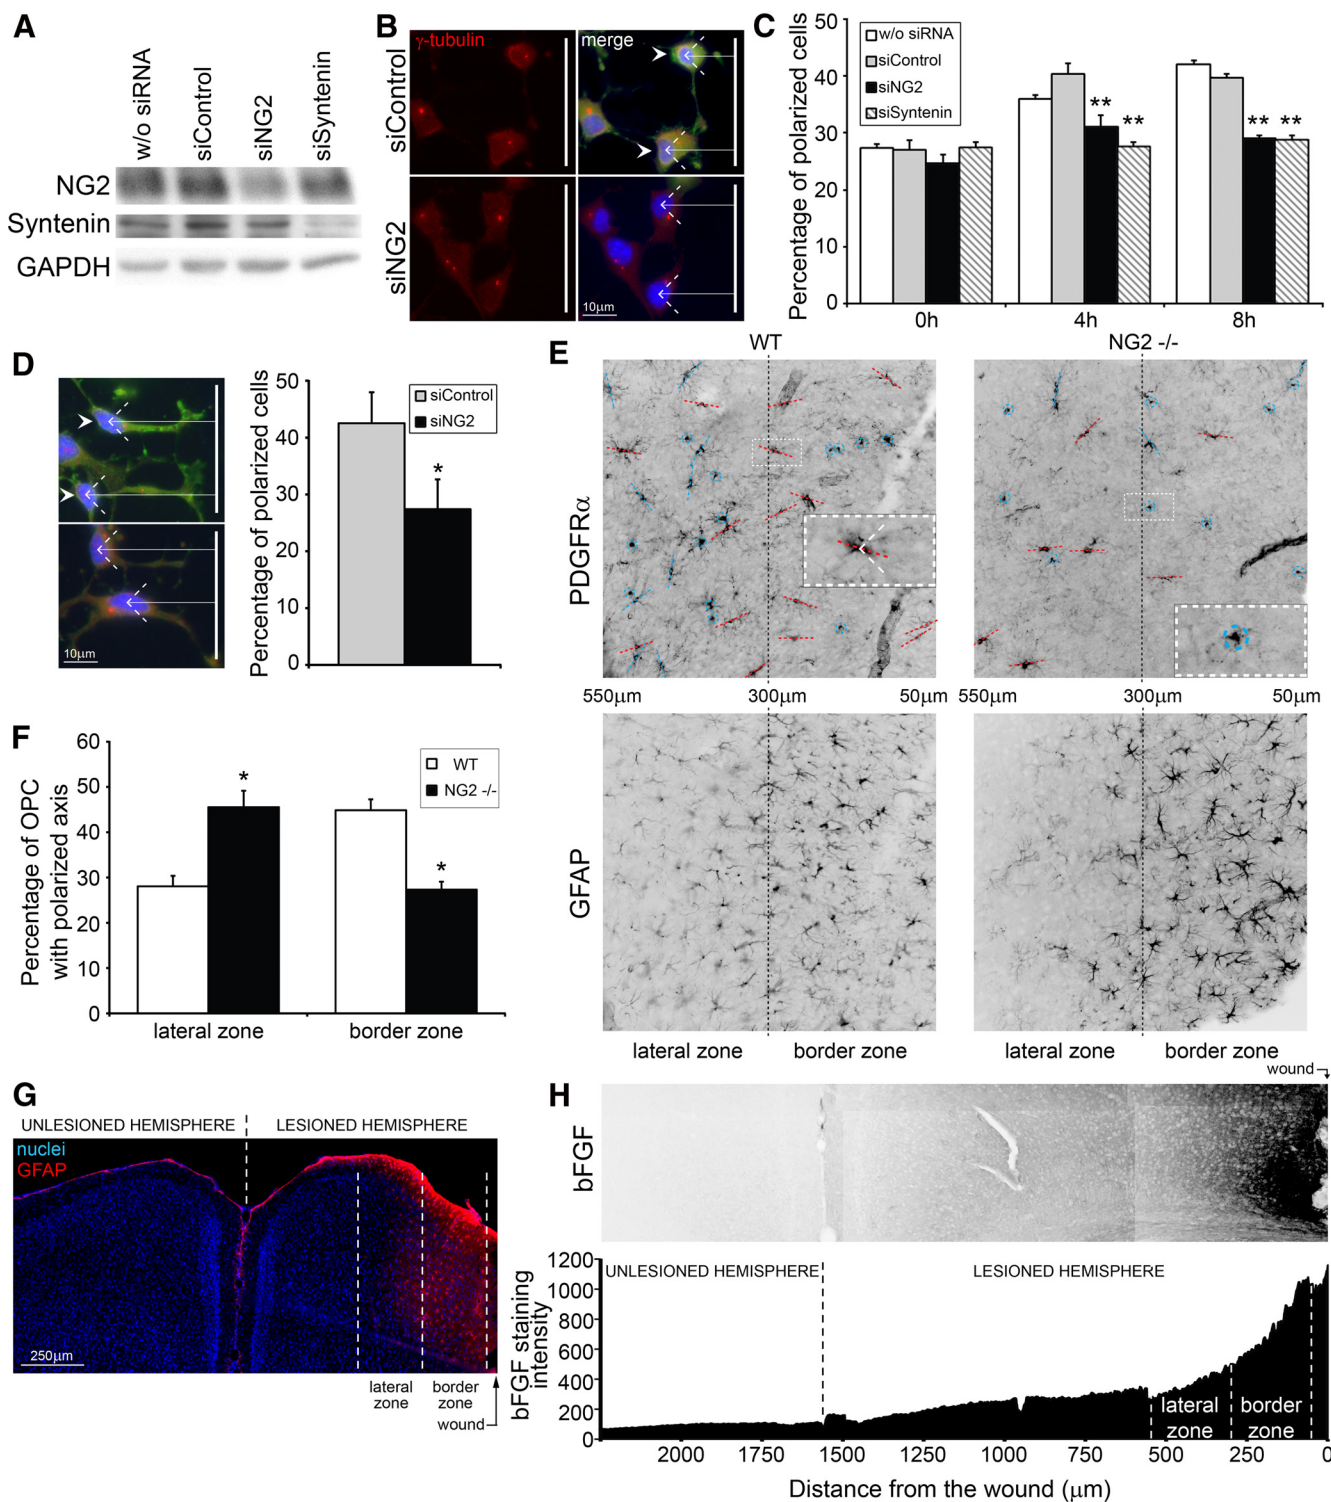 A
w/o siRNA
siControl
siNG2
siSyntenin
NG2
Syntenin
GAPDH
B
γ-tubulin
merge
siControl
siNG2
10µm
C
Percentage of polarized cells
50
40
30
20
10
0
w/o siRNA
siControl
siNG2
siSyntenin
**
**
**
**
0h
4h
8h
D
10µm
Percentage of polarized cells
50
40
30
20
10
0
siControl
siNG2
*
E
WT
NG2 -/-
PDGFRα
550µm
300µm
50µm
550µm
300µm
50µm
GFAP
lateral zone
border zone
lateral zone
border zone
F
Percentage of OPC
with polarized axis
60
50
40
30
20
10
0
WT
NG2 -/-
*
*
lateral zone
border zone
G
UNLESIONED HEMISPHERE
LESIONED HEMISPHERE
nuclei
GFAP
250µm
lateral
zone
border
zone
wound
H
wound
bFGF
bFGF staining
intensity
1200
1000
800
600
400
200
0
UNLESIONED HEMISPHERE
LESIONED HEMISPHERE
lateral
zone
border
zone
2000
1750
1500
1250
1000
750
500
250
0
Distance from the wound (µm)